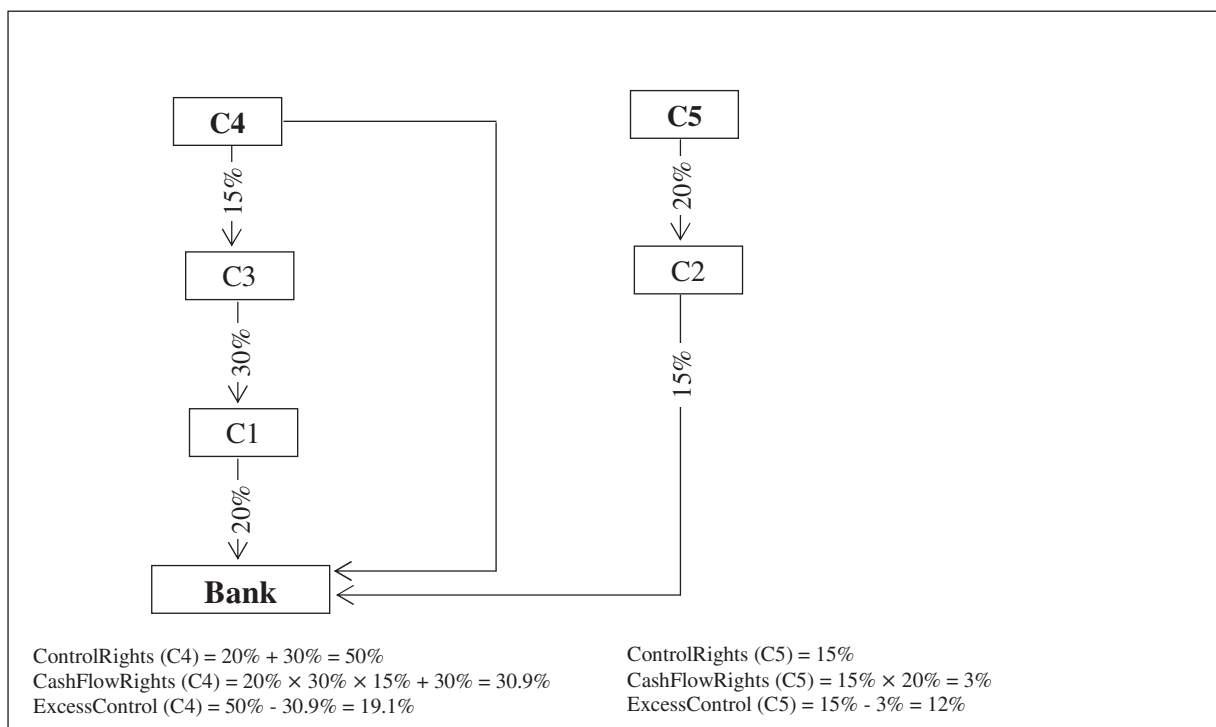 C4
C5
15%
20%
C3
C2
30%
15%
C1
20%
Bank
ControlRights (C4) = 20% + 30% = 50%
CashFlowRights (C4) = 20% × 30% × 15% + 30% = 30.9%
ExcessControl (C4) = 50% - 30.9% = 19.1%
ControlRights (C5) = 15%
CashFlowRights (C5) = 15% × 20% = 3%
ExcessControl (C5) = 15% - 3% = 12%